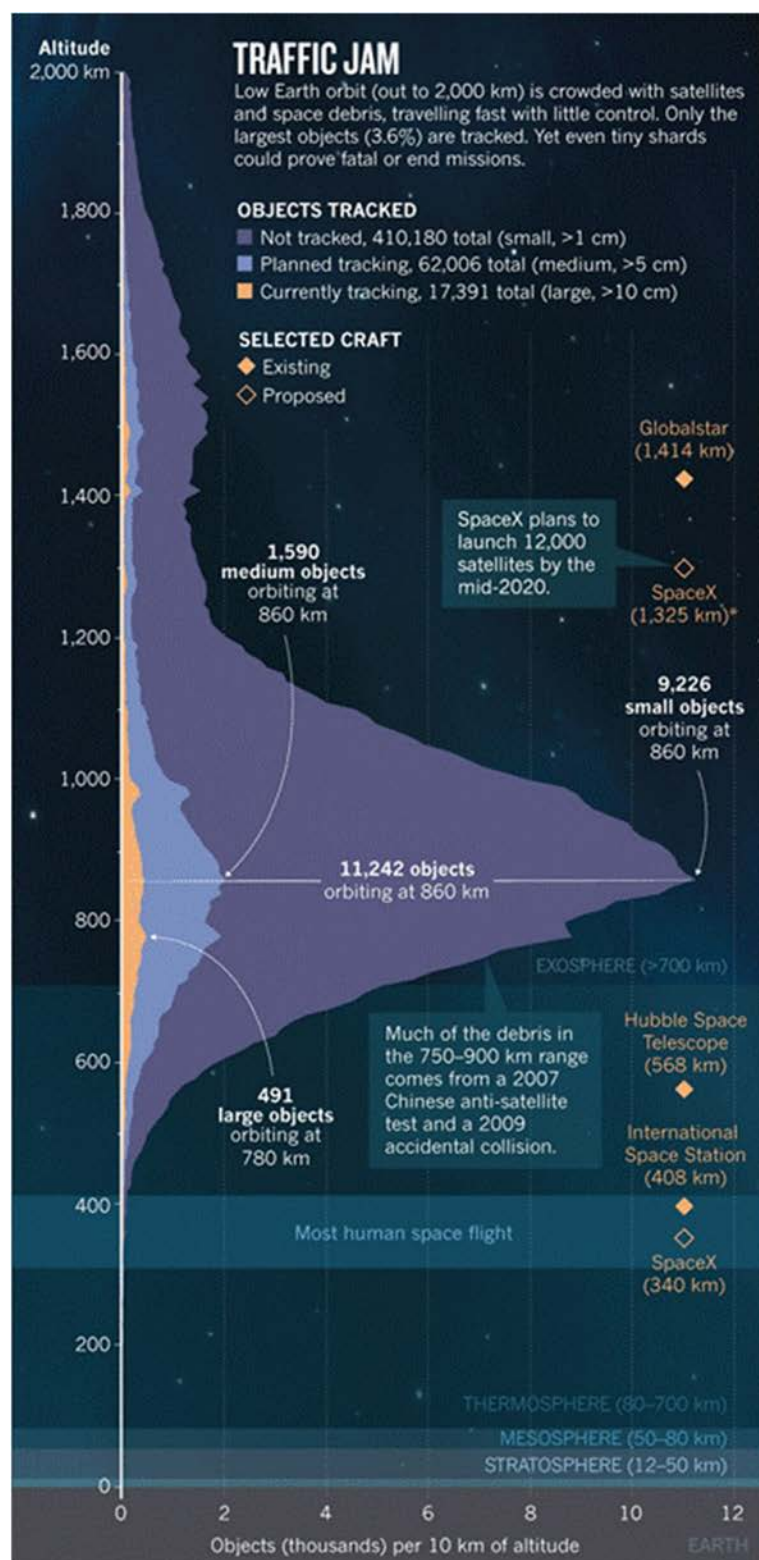 Altitude
2,000 km
TRAFFIC JAM
Low Earth orbit (out to 2,000 km) is crowded with satellites
and space debris, travelling fast with little control. Only the
largest objects (3.6%) are tracked. Yet even tiny shards
could prove fatal or end missions.
1,800
OBJECTS TRACKED
Not tracked, 410,180 total (small, >1 cm)
Planned tracking, 62,006 total (medium, >5 cm)
Currently tracking, 17,391 total (large, >10 cm)
1,600
SELECTED CRAFT
Existing
Proposed
Globalstar
(1,414 km)
1,400
SpaceX plans to
launch 12,000
satellites by the
mid-2020.
SpaceX
(1,325 km)*
1,590
medium objects
orbiting at
860 km
1,200
9,226
small objects
orbiting at
860 km
1,000
11,242 objects
orbiting at 860 km
800
EXOSPHERE (>700 km)
Much of the debris in
the 750–900 km range
comes from a 2007
Chinese anti-satellite
test and a 2009
accidental collision.
Hubble Space
Telescope
(568 km)
600
491
large objects
orbiting at
780 km
International
Space Station
(408 km)
400
Most human space flight
SpaceX
(340 km)
200
THERMOSPHERE (80–700 km)
MESOSPHERE (50–80 km)
STRATOSPHERE (12–50 km)
0
0 2 4 6 8 10 12
Objects (thousands) per 10 km of altitude
EARTH